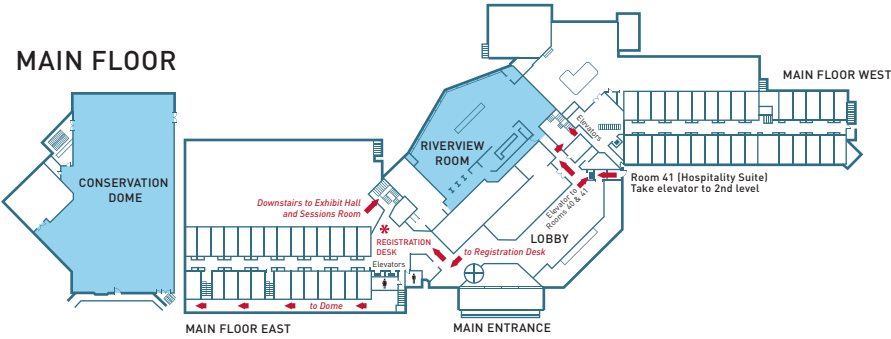 MAIN FLOOR
MAIN FLOOR WEST
Elevators
RIVERVIEW
ROOM
CONSERVATION
DOME
Room 41 (Hospitality Suite)
Take elevator to 2nd level
Elevator to
Rooms 40 & 41
Downstairs to Exhibit Hall
and Sessions Room
*
REGISTRATION
DESK
LOBBY
to Registration Desk
Elevators
to Dome
MAIN FLOOR EAST
MAIN ENTRANCE